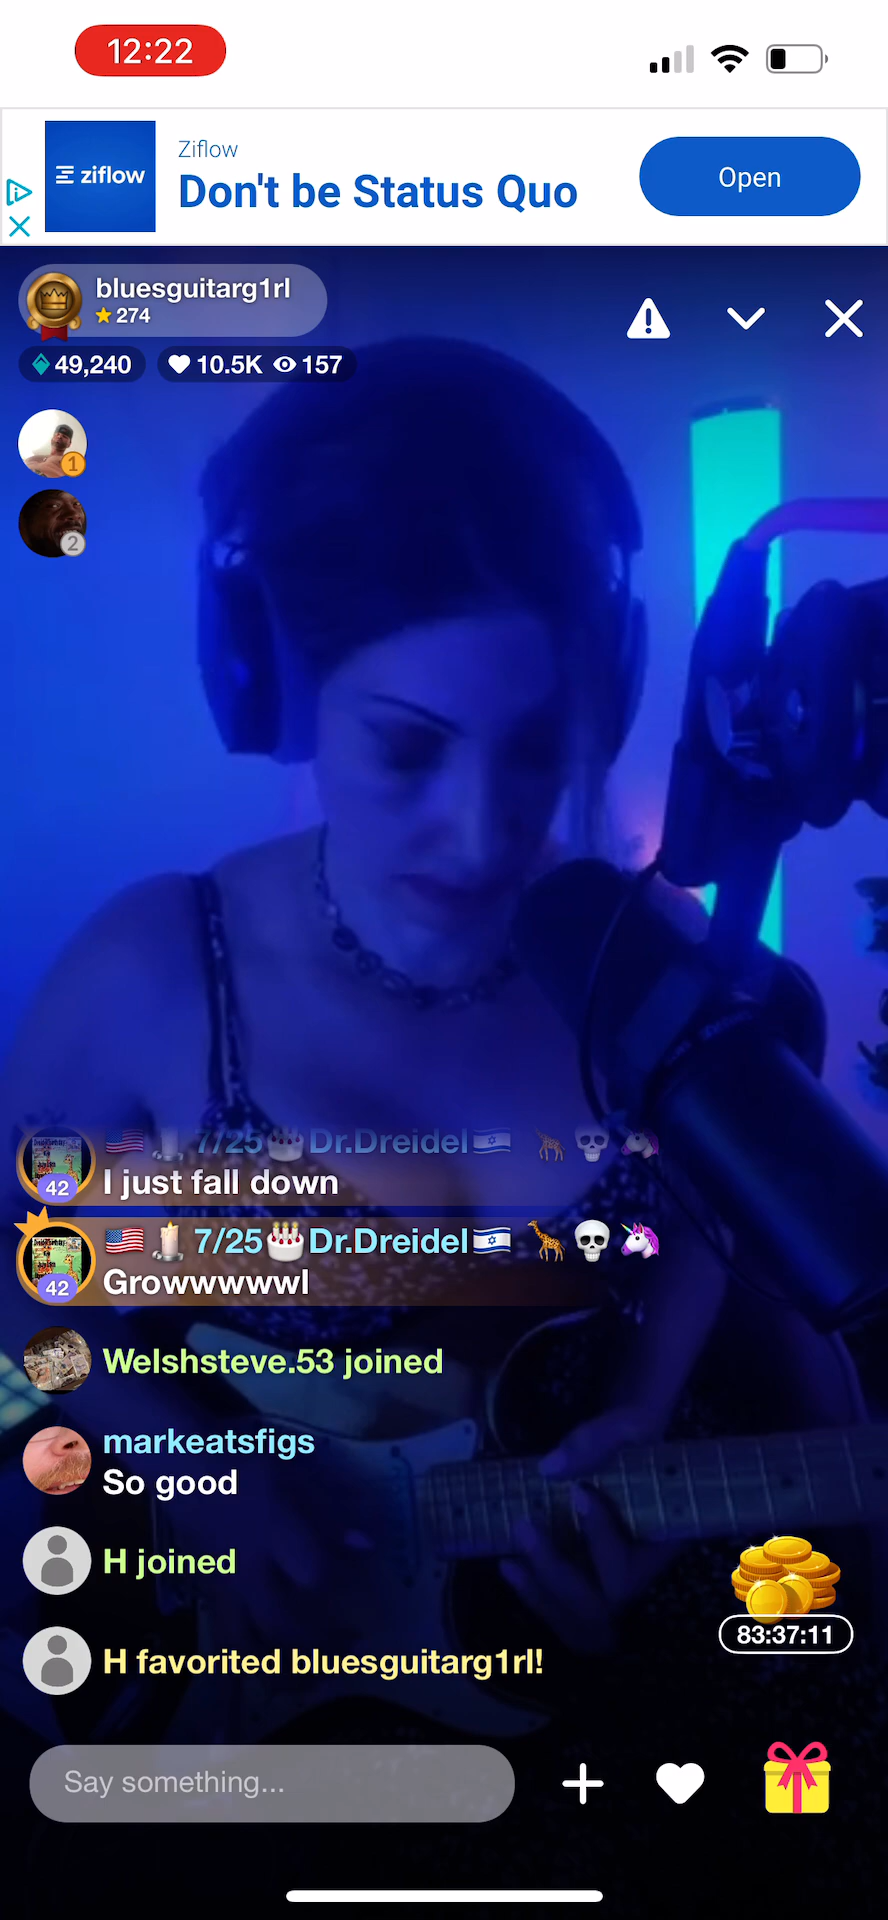 12:22
Ziflow
ziflow
Don't be Status Quo
Open
bluesguitarg1rl
274
49,240
10.5K
157
1
2
🇺🇸🕯️7/25🎂Dr.Dreidel🇮🇱 🦒💀🦄
42
I just fall down
🇺🇸🕯️7/25🎂Dr.Dreidel🇮🇱 🦒💀🦄
42
Growwwwwl
Welshsteve.53 joined
markeatsfigs
So good
H joined
83:37:11
H favorited bluesguitarg1rl!
Say something...